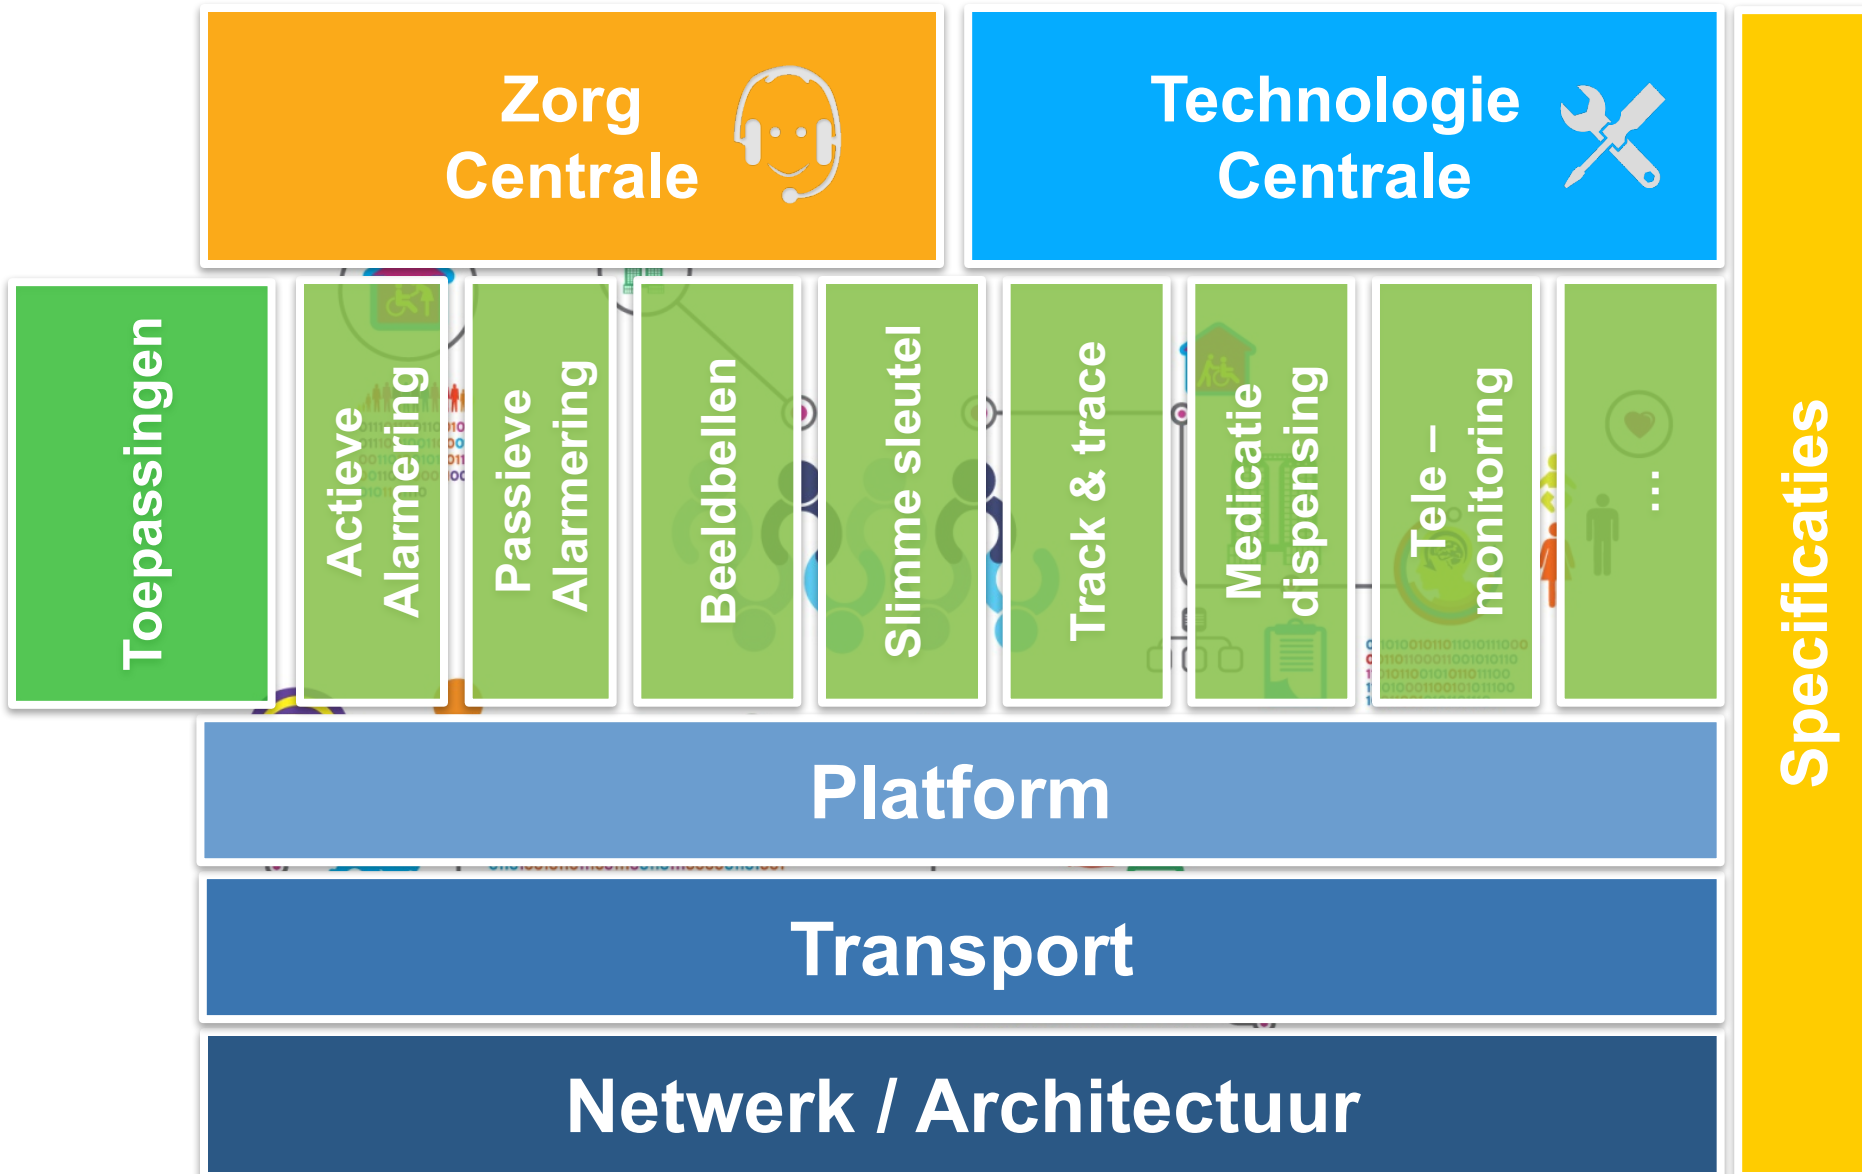 Zorg
Centrale
Technologie
Centrale
Toepassingen
Actieve
Alarmering
Passieve
Alarmering
Beeldbellen
Slimme sleutel
Track & trace
Medicatie
dispensing
Tele –
monitoring
...
Specificaties
Platform
Transport
Netwerk / Architectuur